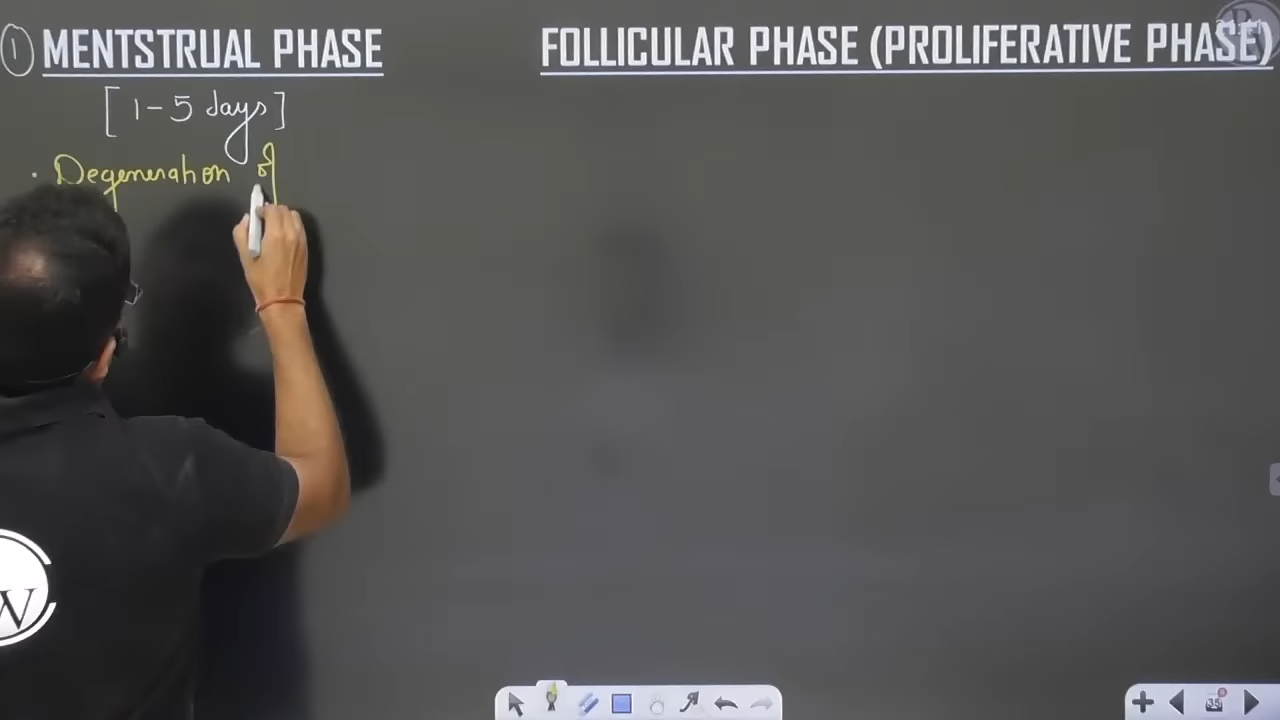 1 MENTSTRUAL PHASE
[1-5 days]
· Degeneration of
FOLLICULAR PHASE (PROLIFERATIVE PHASE)
W